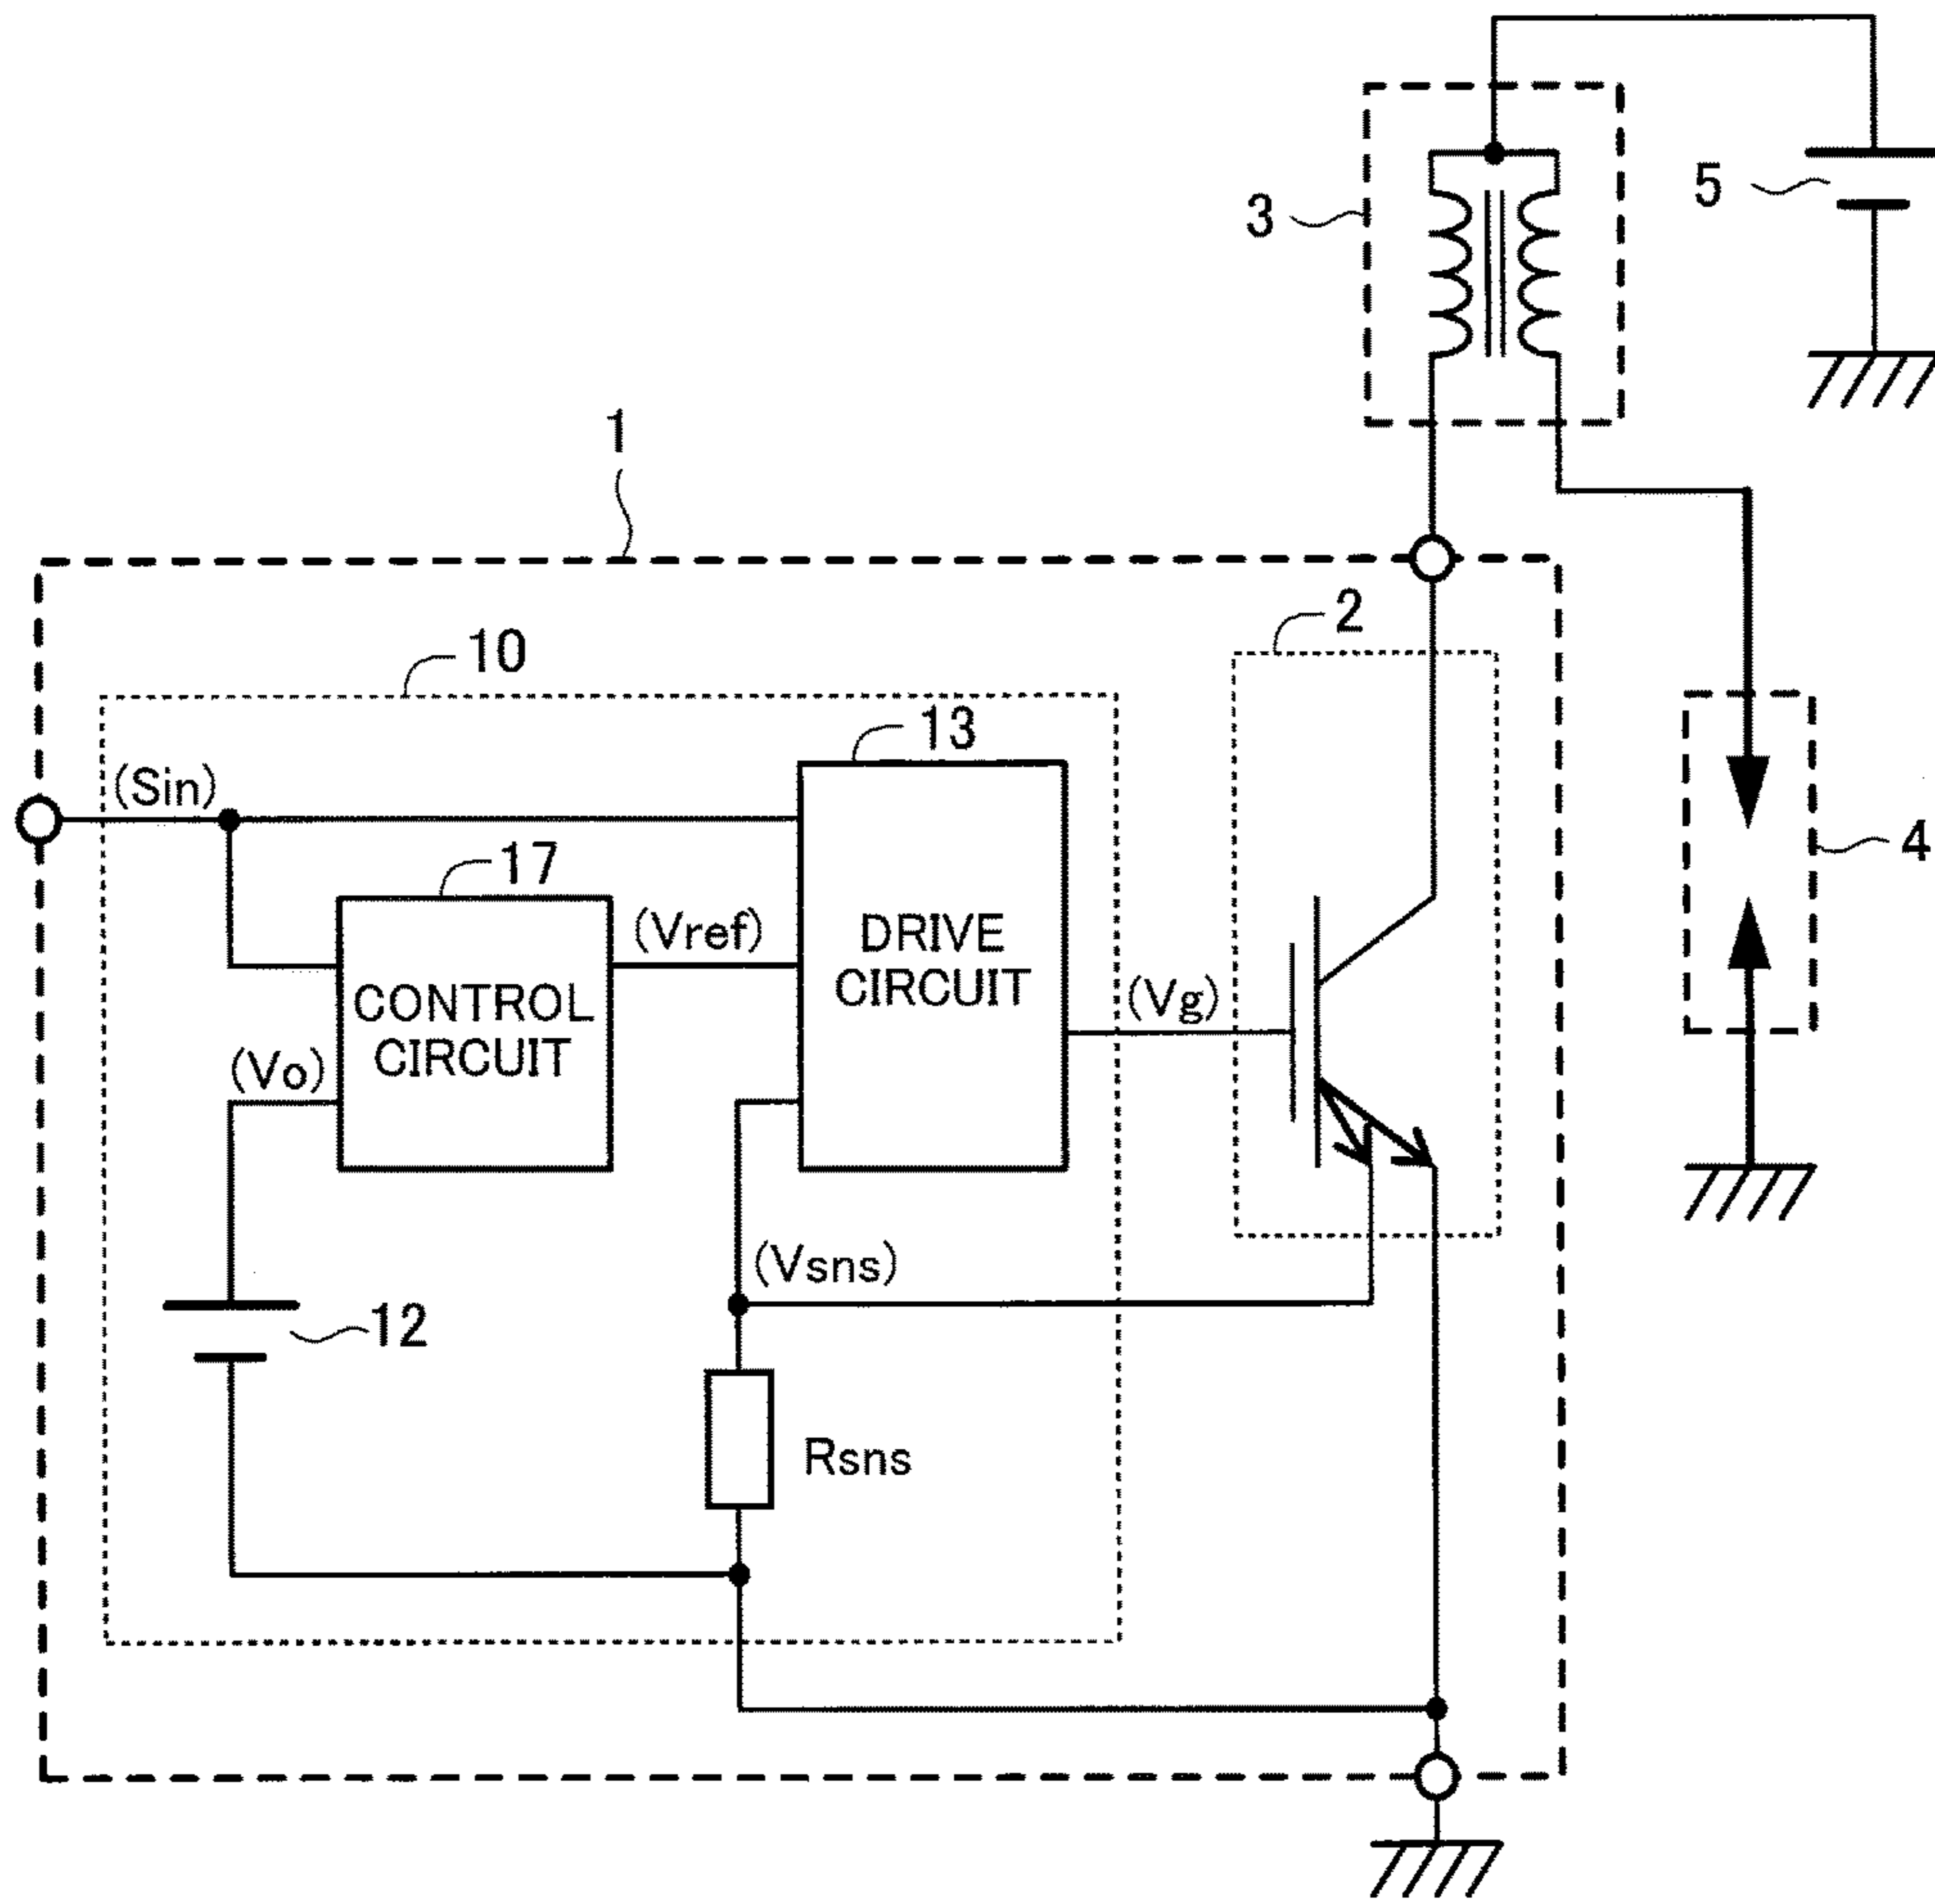 5
3
1
2
10
13
(Sin)
4
17
(Vref)
DRIVE
CIRCUIT
(Vg)
CONTROL
CIRCUIT
(Vo)
(Vsns)
12
Rsns